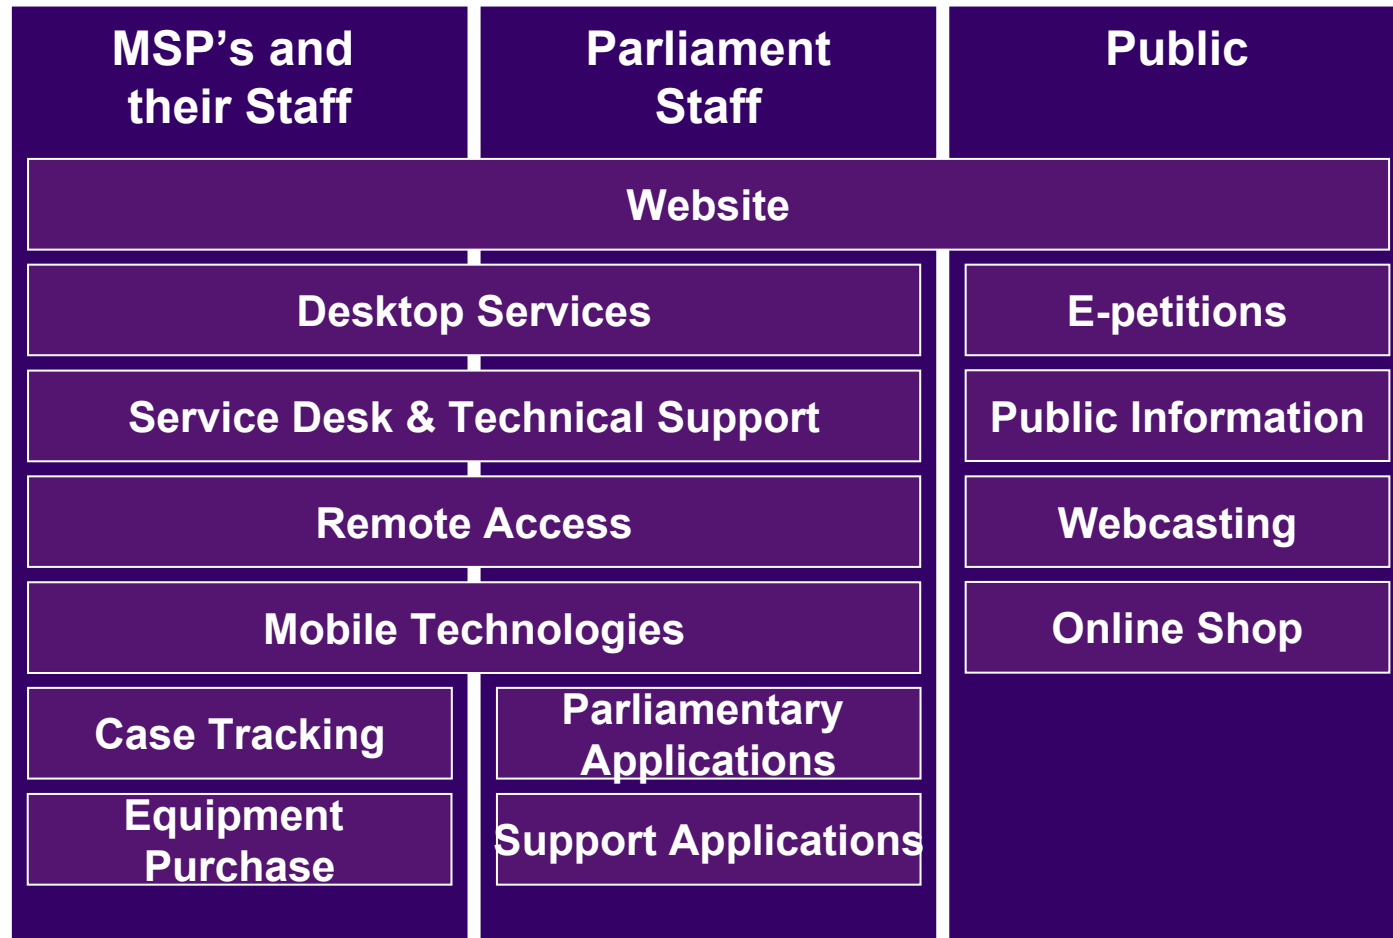 MSP’s and
their Staff
Parliament
Staff
Public
Website
Desktop Services
E-petitions
Service Desk & Technical Support
Public Information
Remote Access
Webcasting
Mobile Technologies
Online Shop
Case Tracking
Parliamentary
Applications
Equipment
Purchase
Support Applications